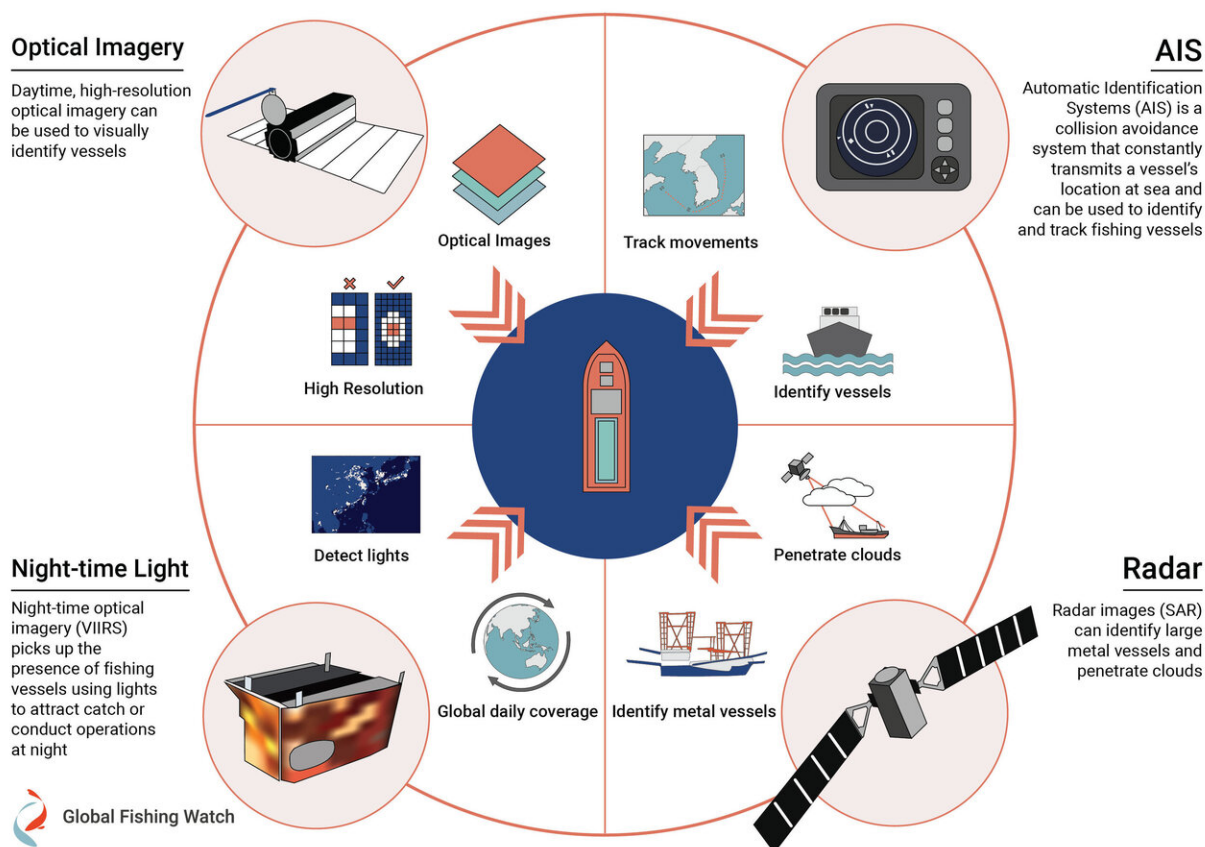 Optical Imagery
Daytime, high-resolution
optical imagery can
be used to visually
identify vessels
AIS
Automatic Identification
Systems (AIS) is a
collision avoidance
system that constantly
transmits a vessel's
location at sea and
can be used to identify
and track fishing vessels
Optical Images
Track movements
High Resolution
Identify vessels
Detect lights
Penetrate clouds
Global daily coverage
Identify metal vessels
Night-time Light
Night-time optical
imagery (VIIRS)
picks up the
presence of fishing
vessels using lights
to attract catch or
conduct operations
at night
Radar
Radar images (SAR)
can identify large
metal vessels and
penetrate clouds
Global Fishing Watch